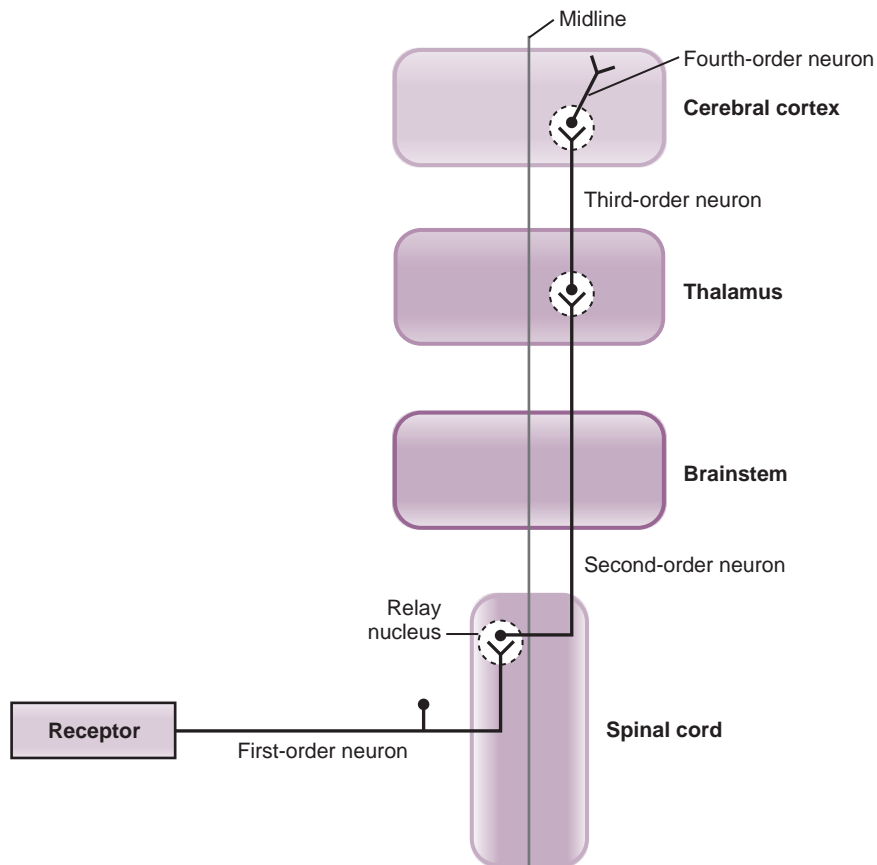 Midline
Fourth-order neuron
Cerebral cortex
Third-order neuron
Thalamus
Brainstem
Second-order neuron
Relay
nucleus
Receptor
First-order neuron
Spinal cord